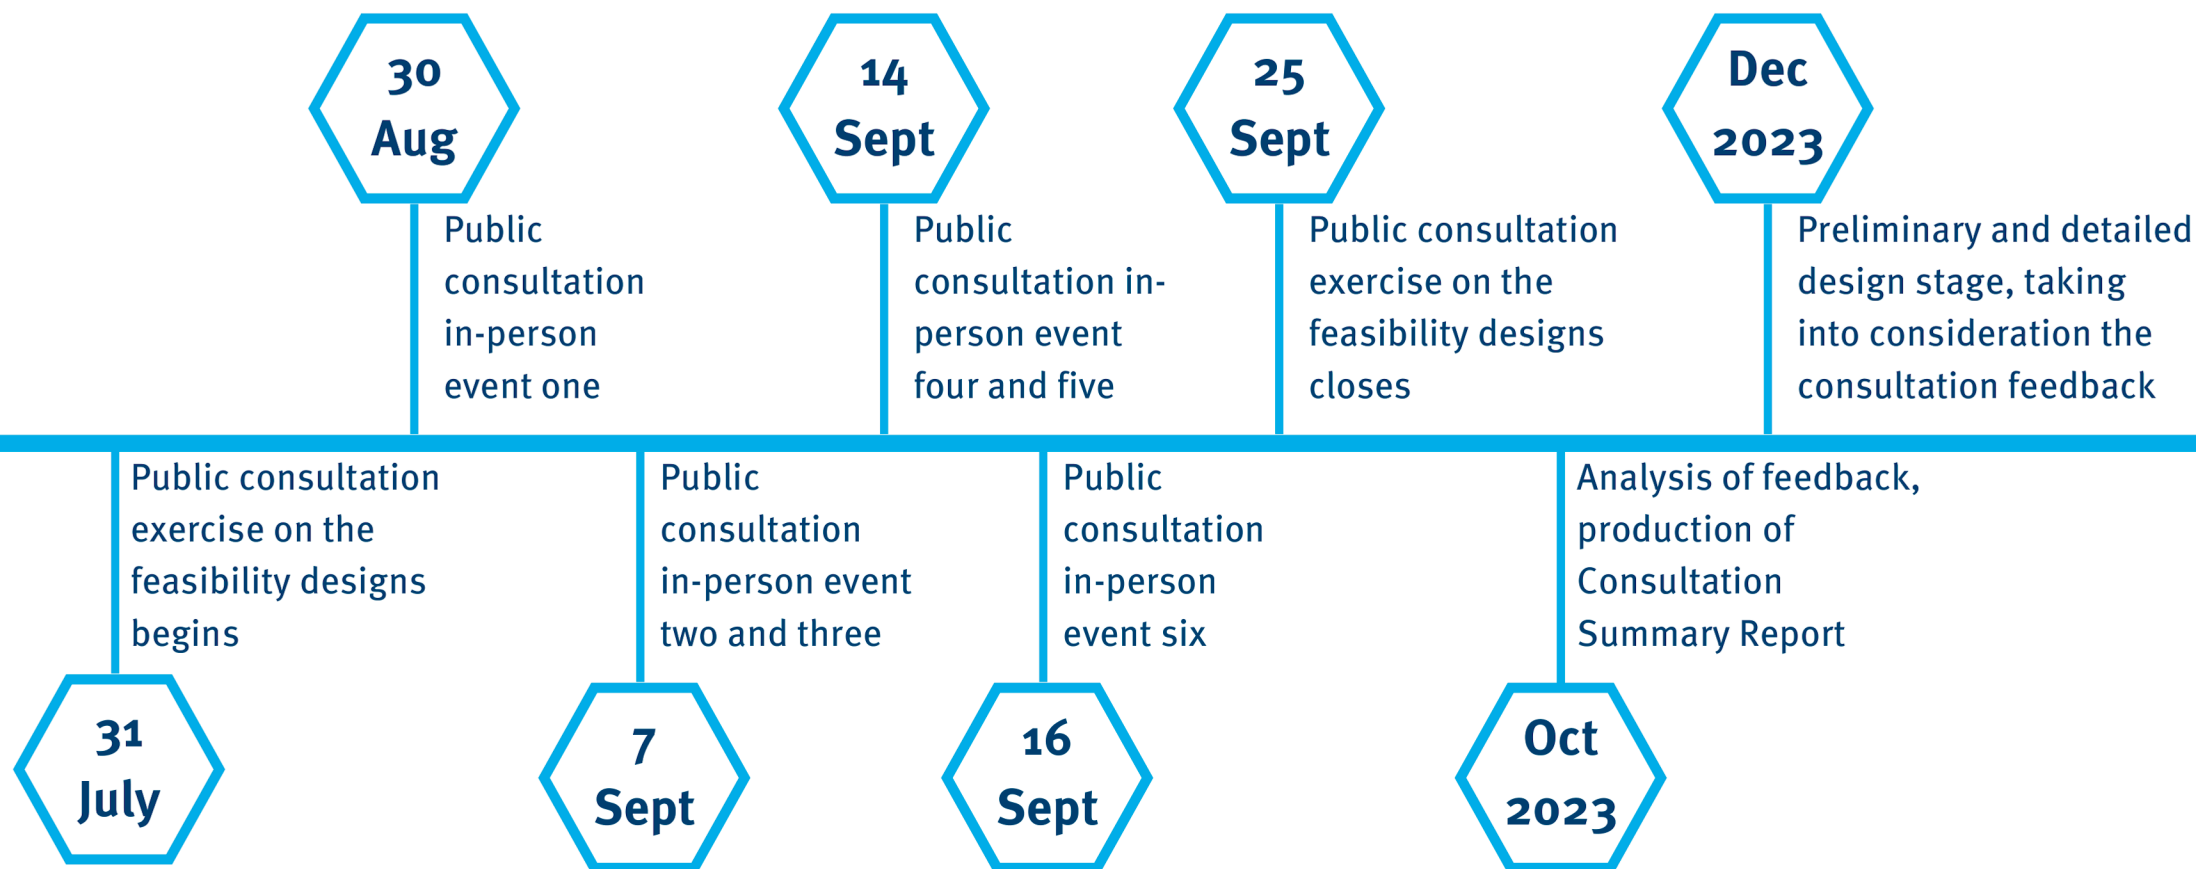 30
Aug
Public
consultation
in-person
event one
14
Sept
Public
consultation in-
person event
four and five
25
Sept
Public consultation
exercise on the
feasibility designs
closes
Dec
2023
Preliminary and detailed
design stage, taking
into consideration the
consultation feedback
Public consultation
exercise on the
feasibility designs
begins
31
July
Public
consultation
in-person event
two and three
7
Sept
Public
consultation
in-person
event six
16
Sept
Analysis of feedback,
production of
Consultation
Summary Report
Oct
2023